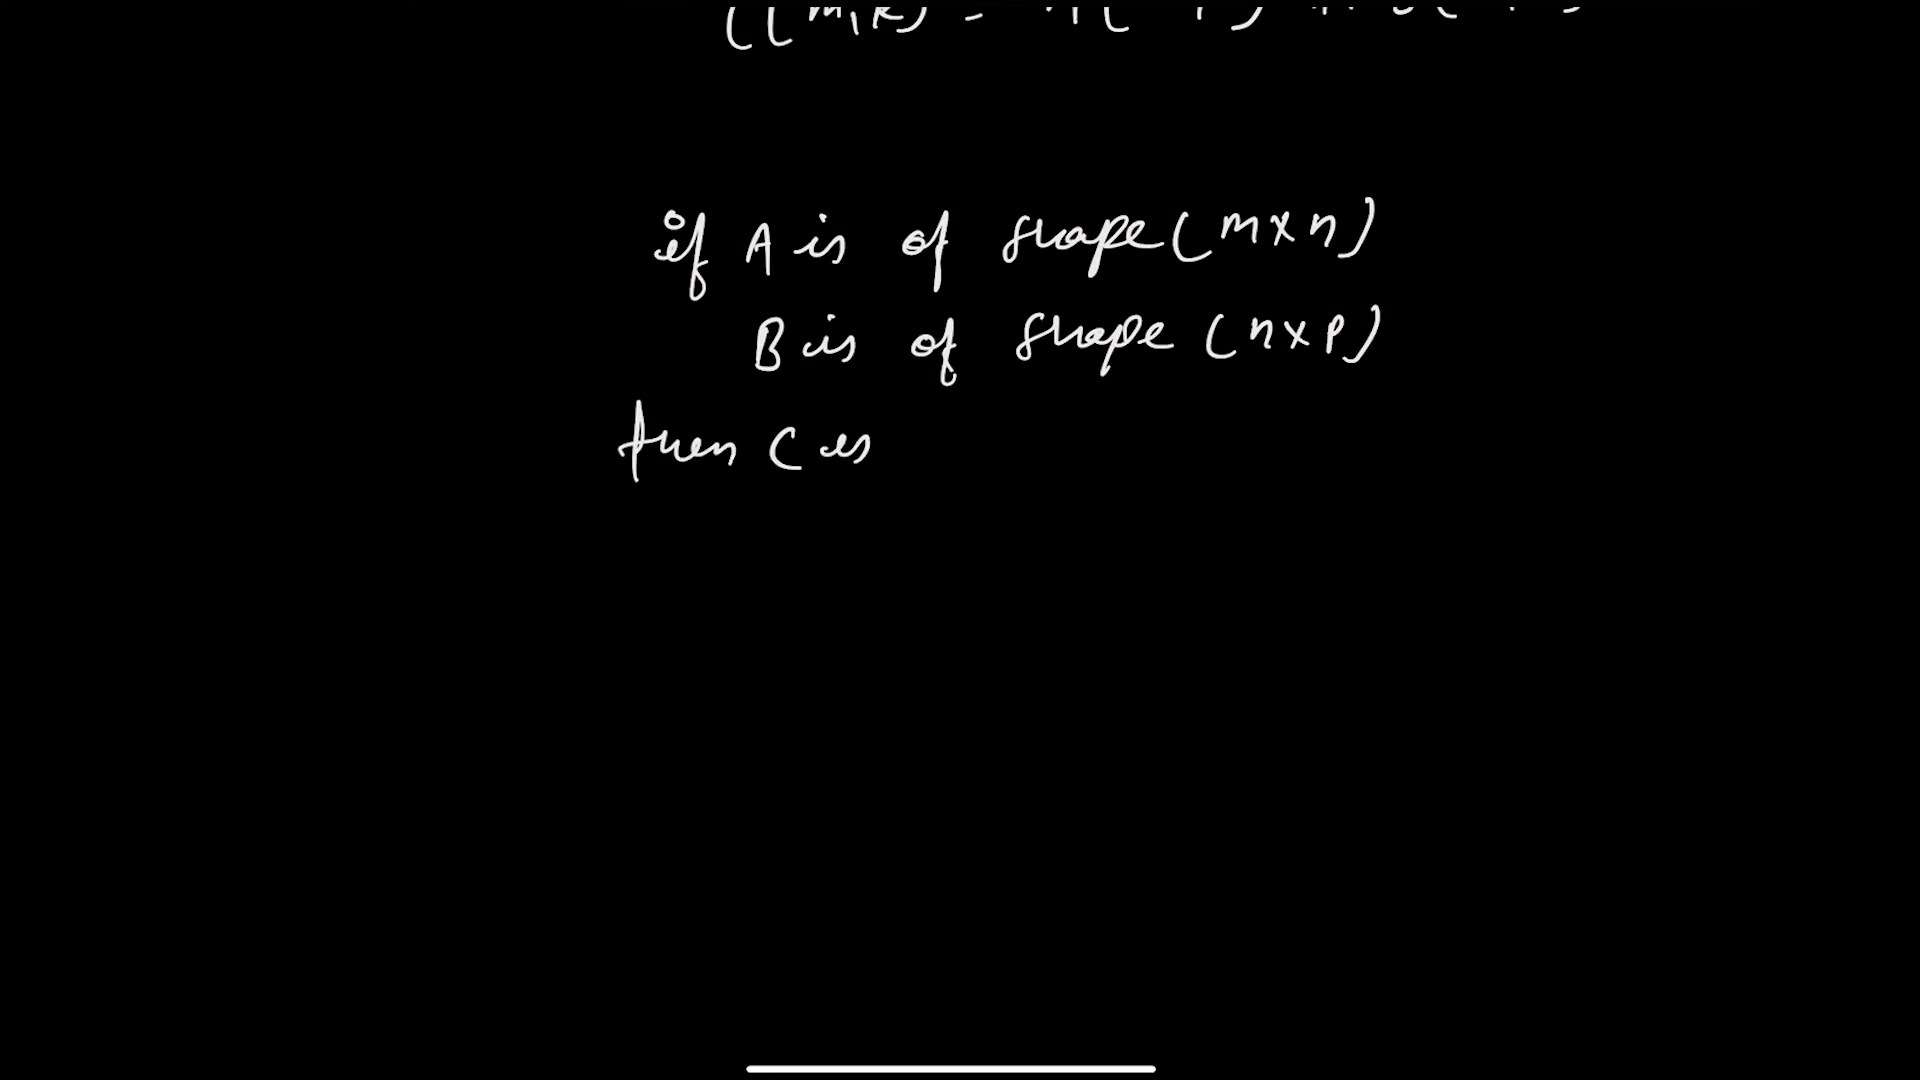 if A is of shape (m x n)
B is of shape (n x p)
then C is